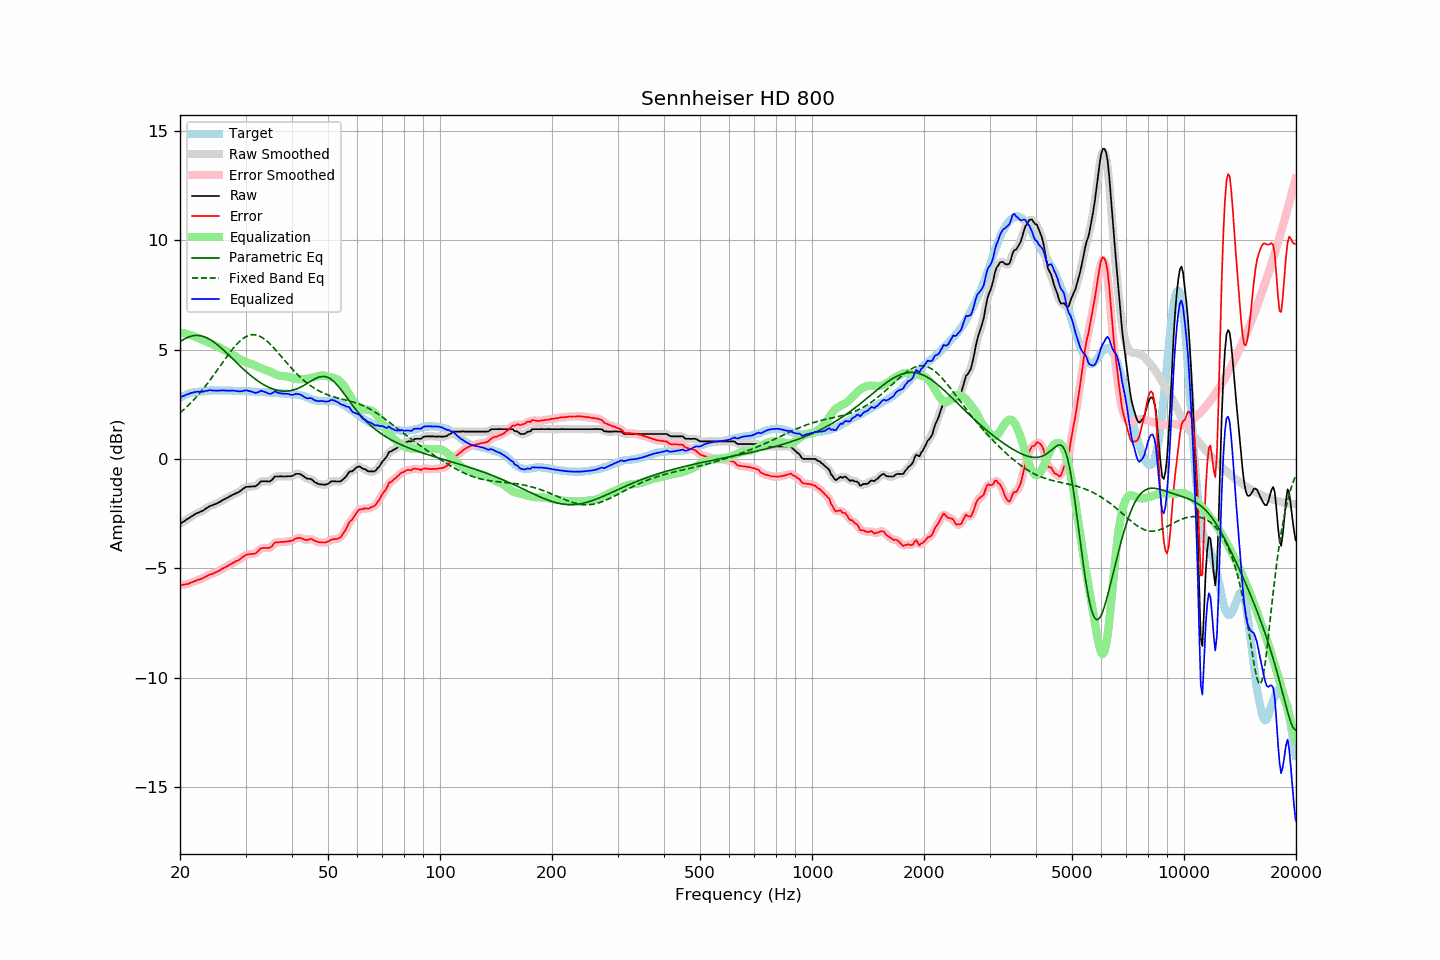 Sennheiser HD 800
Target
Raw Smoothed
Error Smoothed
Raw
Error
Equalization
Parametric Eq
Fixed Band Eq
Equalized
15
10
5
0
−5
−10
−15
Amplitude (dBr)
20 50 100 200 500 1000 2000 5000 10000 20000
Frequency (Hz)